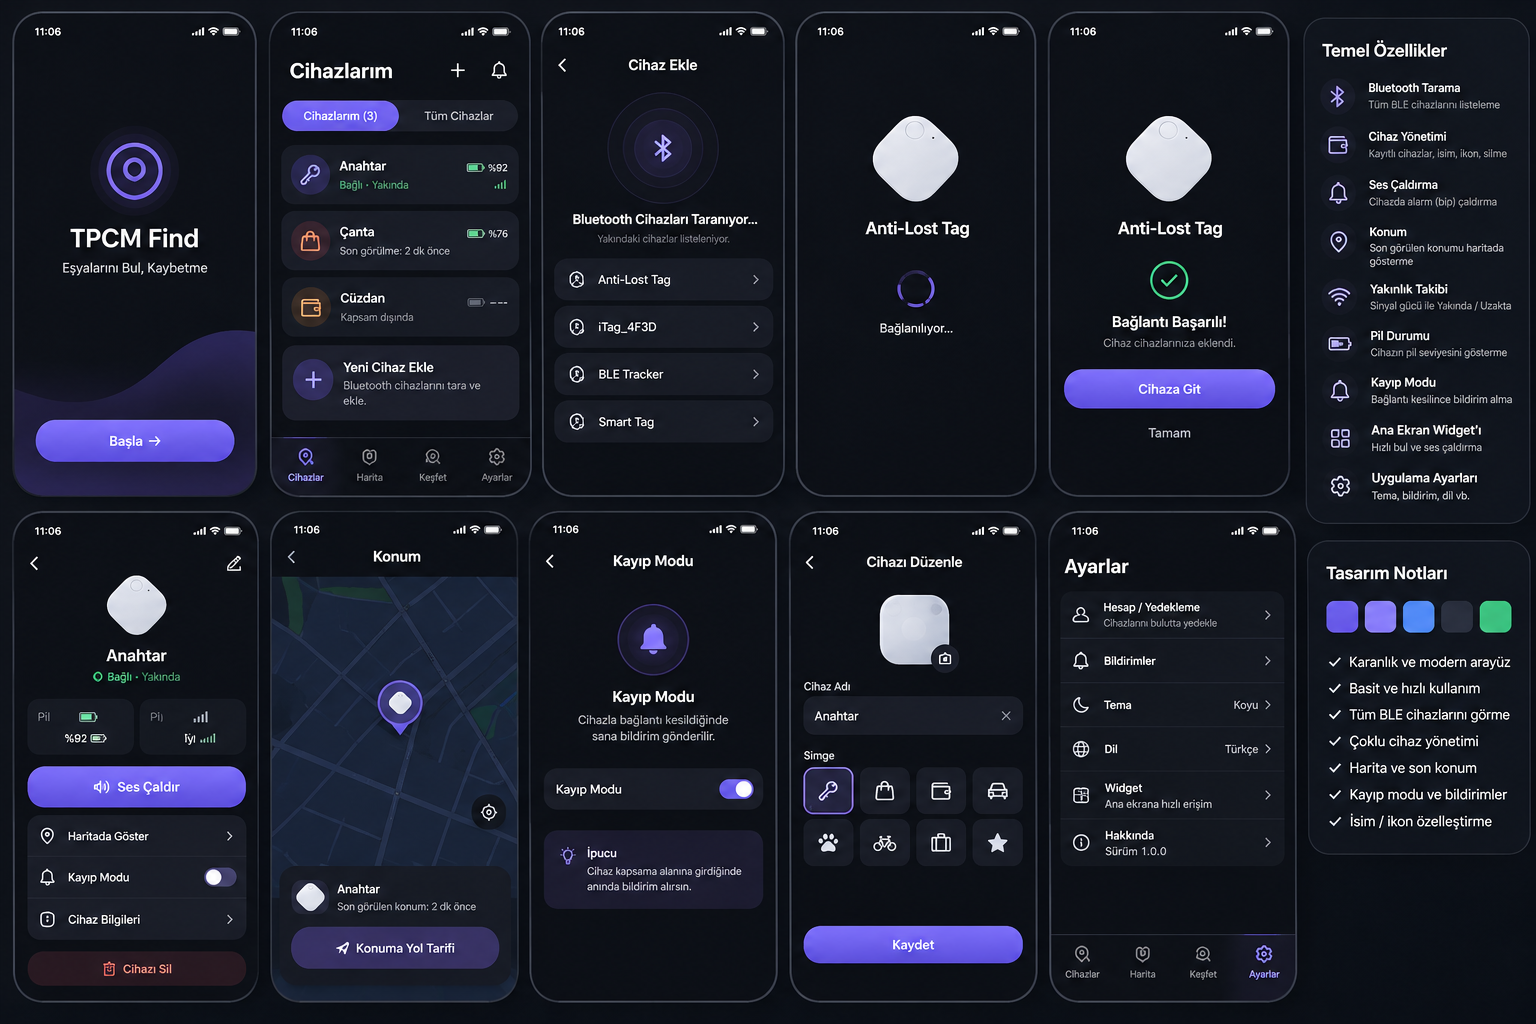 11:06
TPCM Find
Eşyalarını Bul, Kaybetme
Başla →
11:06
Cihazlarım
Cihazlarım (3)
Tüm Cihazlar
Anahtar
%92
Bağlı • Yakında
Çanta
%76
Son görülme: 2 dk önce
Cüzdan
---
Kapsam dışında
Yeni Cihaz Ekle
Bluetooth cihazlarını tara ve
ekle.
Cihazlar
Harita
Keşfet
Ayarlar
11:06
Cihaz Ekle
Bluetooth Cihazları Taranıyor...
Yakındaki cihazlar listeleniyor.
Anti-Lost Tag
iTag_4F3D
BLE Tracker
Smart Tag
11:06
Anti-Lost Tag
Bağlanılıyor...
11:06
Anti-Lost Tag
Bağlantı Başarılı!
Cihaz cihazlarınıza eklendi.
Cihaza Git
Tamam
Temel Özellikler
Bluetooth Tarama
Tüm BLE cihazlarını listeleme
Cihaz Yönetimi
Kayıtlı cihazlar, isim, ikon, silme
Ses Çaldırma
Cihazda alarm (bip) çaldırma
Konum
Son görülen konumu haritada
gösterme
Yakınlık Takibi
Sinyal gücü ile Yakında / Uzakta
Pil Durumu
Cihazın pil seviyesini gösterme
Kayıp Modu
Bağlantı kesilince bildirim alma
Ana Ekran Widget'ı
Hızlı bul ve ses çaldırma
Uygulama Ayarları
Tema, bildirim, dil vb.
11:06
Anahtar
Bağlı • Yakında
Pil
%92
Plı
İyi
Ses Çaldır
Haritada Göster
Kayıp Modu
Cihaz Bilgileri
Cihazı Sil
11:06
Konum
Anahtar
Son görülen konum: 2 dk önce
Konuma Yol Tarifi
11:06
Kayıp Modu
Kayıp Modu
Cihazla bağlantı kesildiğinde
sana bildirim gönderilir.
Kayıp Modu
İpucu
Cihaz kapsama alanına girdiğinde
anında bildirim alırsın.
11:06
Cihazı Düzenle
Cihaz Adı
Anahtar
Simge
Kaydet
11:06
Ayarlar
Hesap / Yedekleme
Cihazlarını bulutta yedekle
Bildirimler
Tema
Koyu
Dil
Türkçe
Widget
Ana ekrana hızlı erişim
Hakkında
Sürüm 1.0.0
Cihazlar
Harita
Keşfet
Ayarlar
Tasarım Notları
Karanlık ve modern arayüz
Basit ve hızlı kullanım
Tüm BLE cihazlarını görme
Çoklu cihaz yönetimi
Harita ve son konum
Kayıp modu ve bildirimler
İsim / ikon özelleştirme